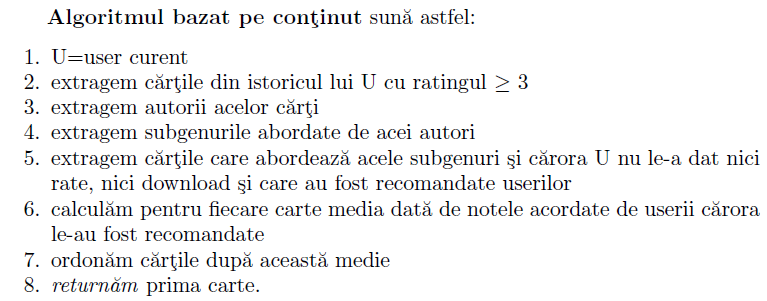 Algoritmul bazat pe conţinut sună astfel:
1. U=user curent
2. extragem cărţile din istoricul lui U cu ratingul ≥ 3
3. extragem autorii acelor cărţi
4. extragem subgenurile abordate de acei autori
5. extragem cărţile care abordează acele subgenuri şi cărora U nu le-a dat nici
rate, nici download şi care au fost recomandate userilor
6. calculăm pentru fiecare carte media dată de notele acordate de userii cărora
le-au fost recomandate
7. ordonăm cărţile după această medie
8. returnăm prima carte.